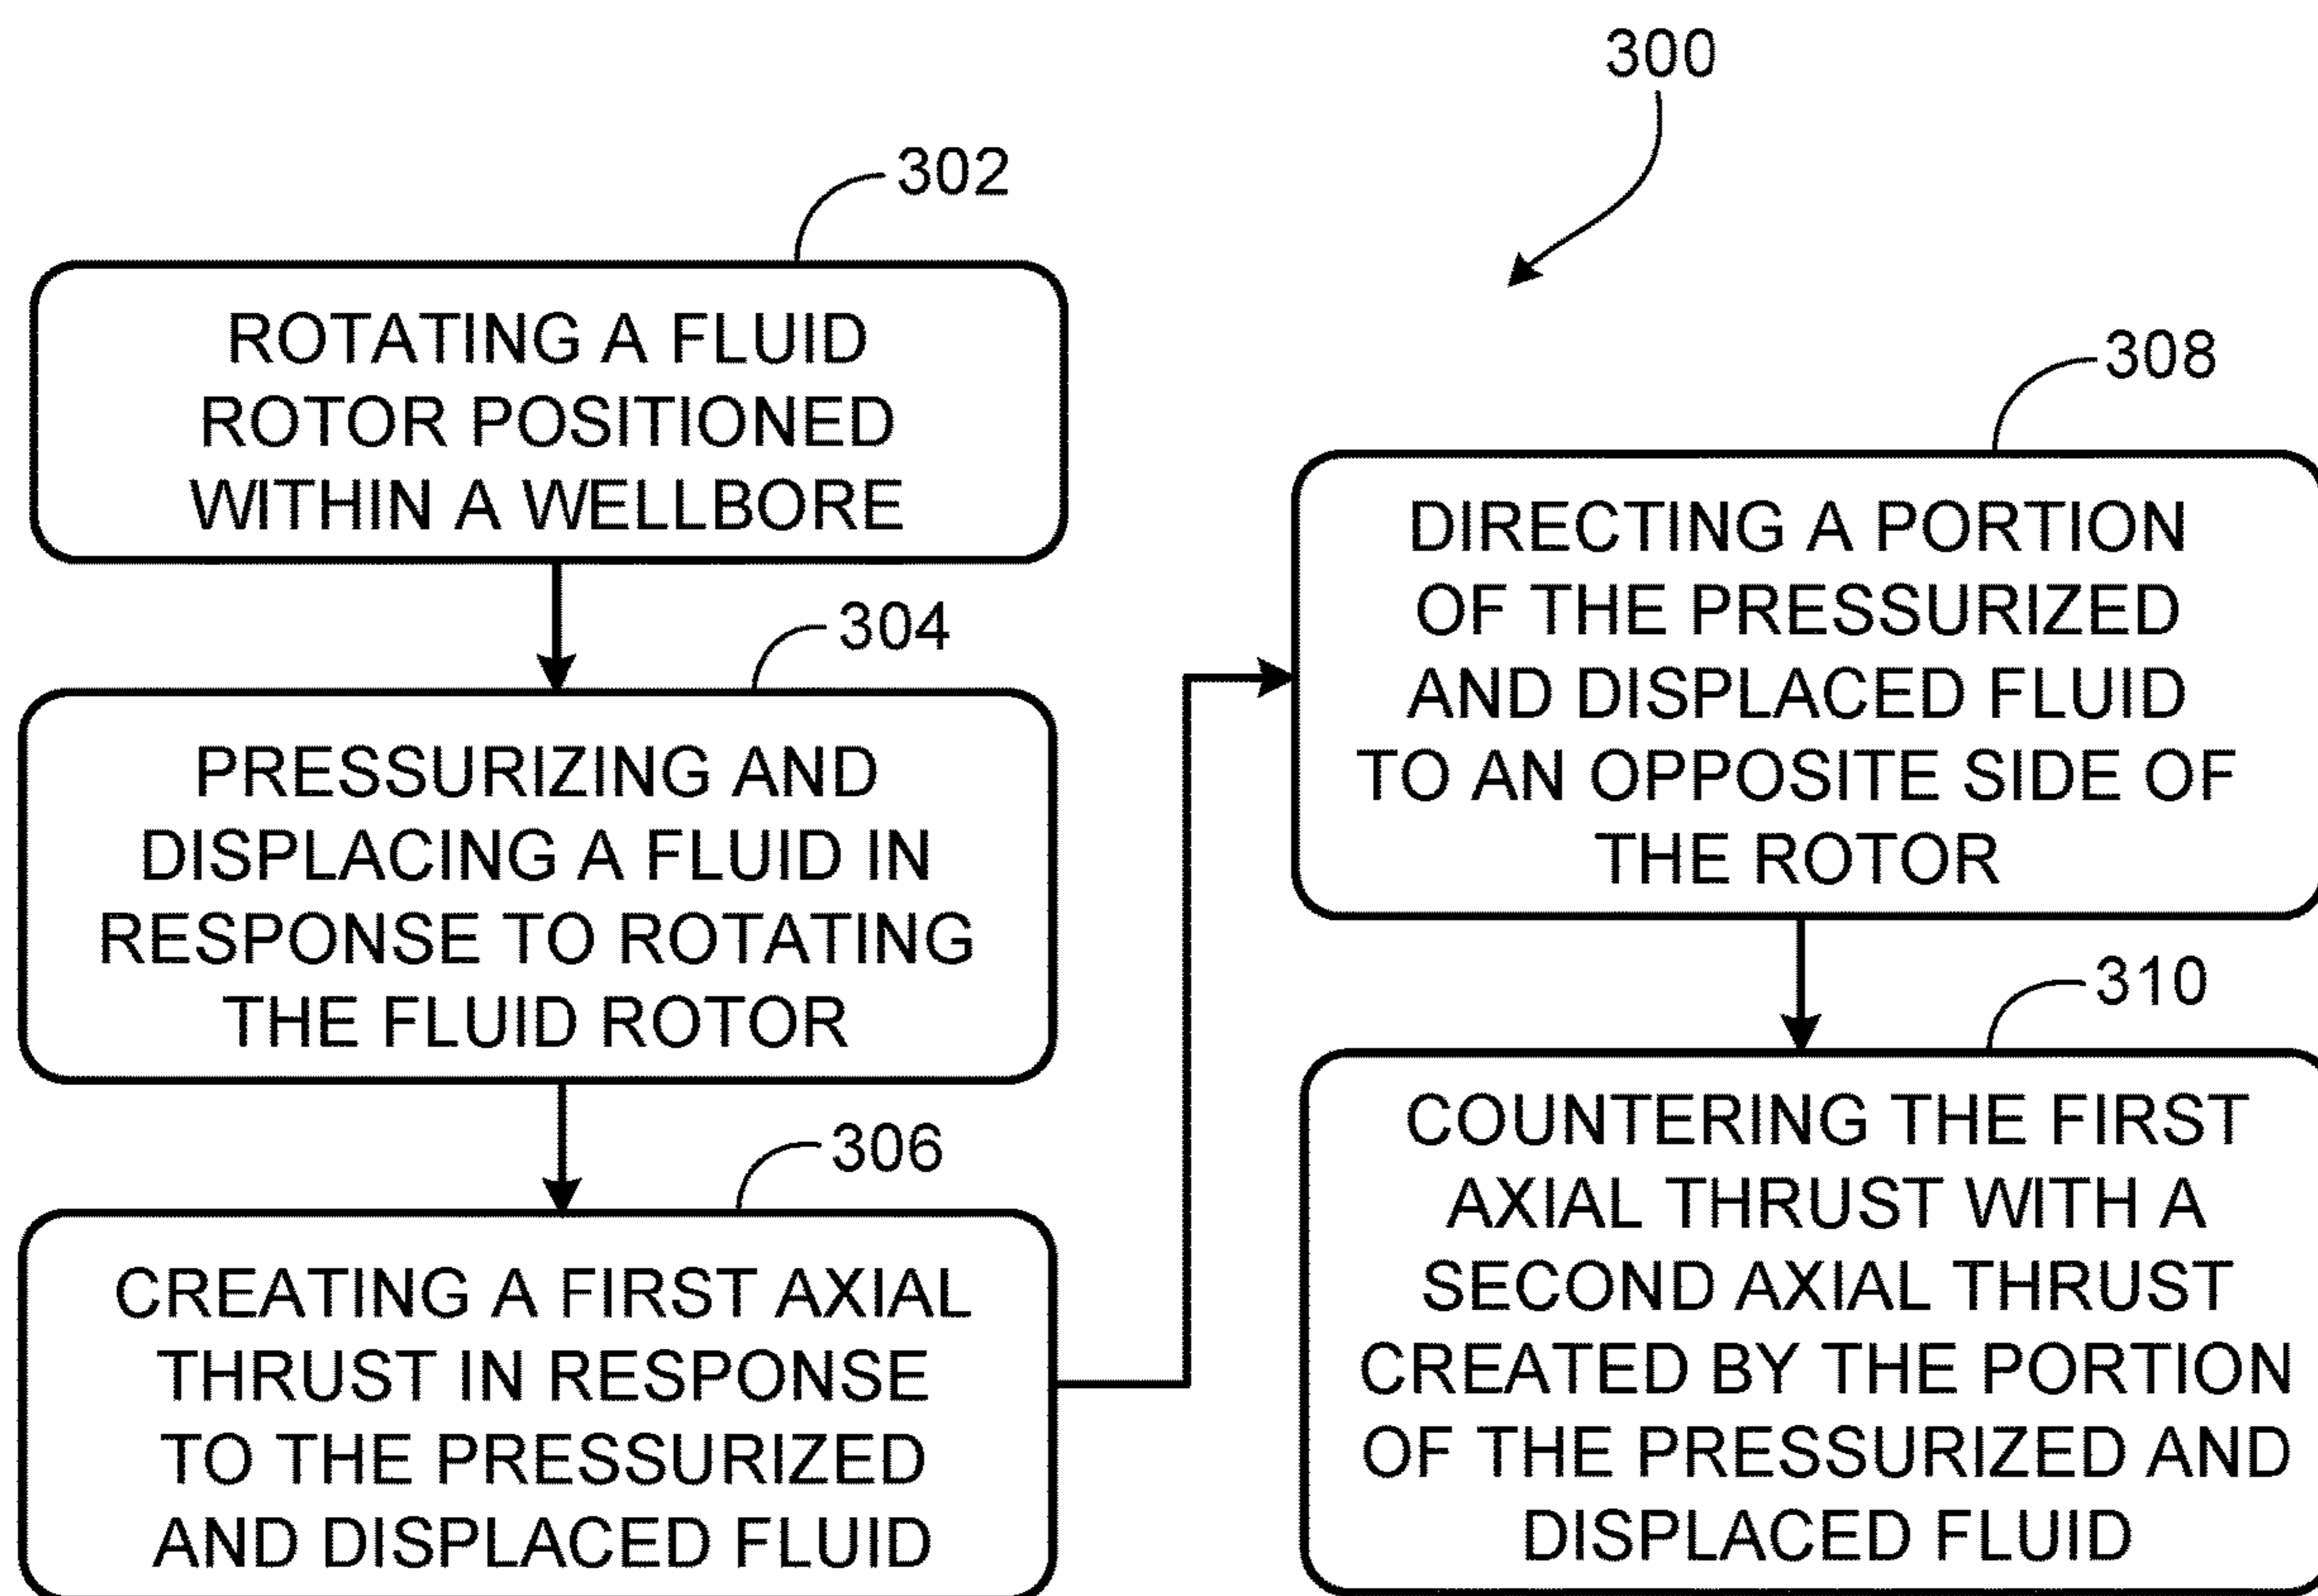 300
302
ROTATING A FLUID
ROTOR POSITIONED
WITHIN A WELLBORE
304
PRESSURIZING AND
DISPLACING A FLUID IN
RESPONSE TO ROTATING
THE FLUID ROTOR
306
CREATING A FIRST AXIAL
THRUST IN RESPONSE
TO THE PRESSURIZED
AND DISPLACED FLUID
308
DIRECTING A PORTION
OF THE PRESSURIZED
AND DISPLACED FLUID
TO AN OPPOSITE SIDE OF
THE ROTOR
310
COUNTERING THE FIRST
AXIAL THRUST WITH A
SECOND AXIAL THRUST
CREATED BY THE PORTION
OF THE PRESSURIZED AND
DISPLACED FLUID